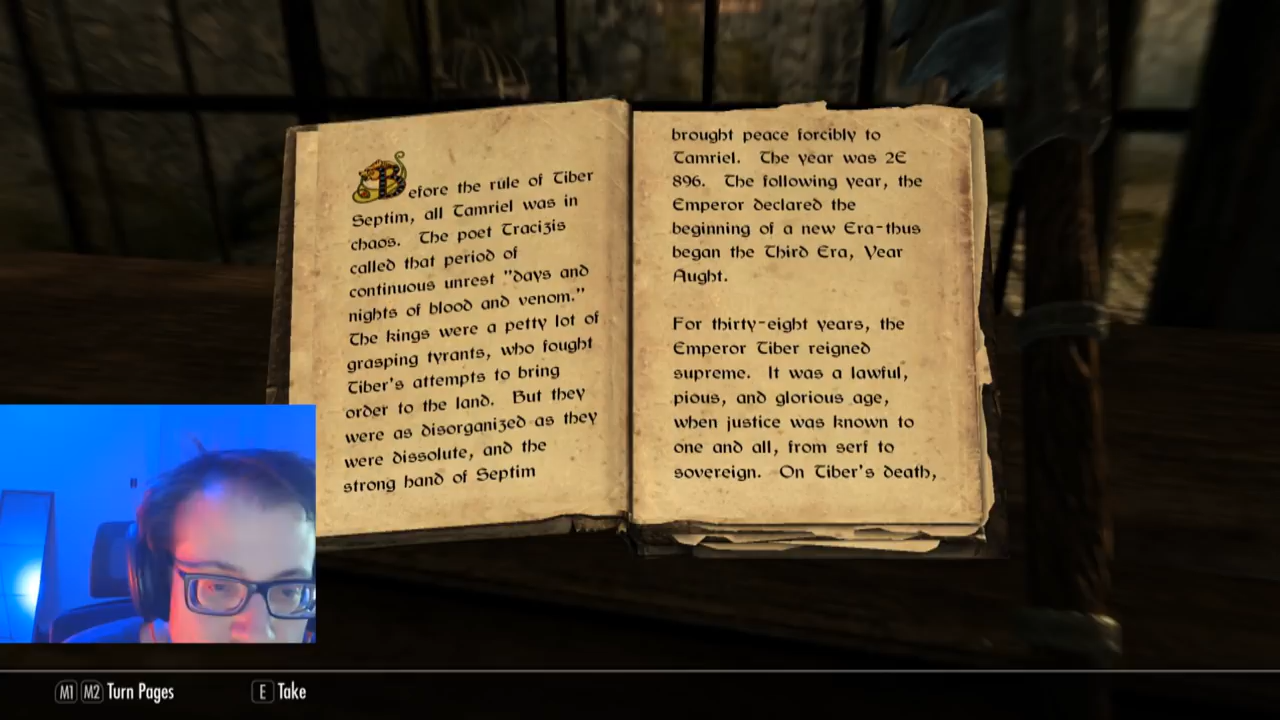 Before the rule of Tiber
Septim, all Tamriel was in
chaos. The poet Tracizis
called that period of
continuous unrest "days and
nights of blood and venom."
The kings were a petty lot of
grasping tyrants, who fought
Tiber's attempts to bring
order to the land. But they
were as disorganized as they
were dissolute, and the
strong hand of Septim
brought peace forcibly to
Tamriel. The year was 2E
896. The following year, the
Emperor declared the
beginning of a new Era-thus
began the Third Era, Year
Aught.
For thirty-eight years, the
Emperor Tiber reigned
supreme. It was a lawful,
pious, and glorious age,
when justice was known to
one and all, from serf to
sovereign. On Tiber's death,
M1 M2 Turn Pages
E Take